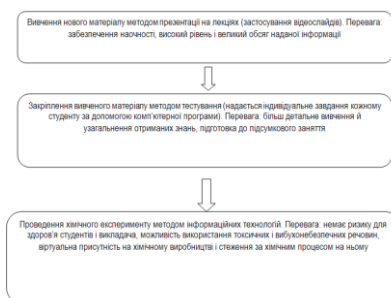 Вивчення нового матеріалу методом презентації на лекціях (застосування відеослайдів). Перевага:
забезпечення наочності, високий рівень і великий обсяг наданої інформації
Закріплення вивченого матеріалу методом тестування (надається індивідуальне завдання кожному
студенту за допомогою комп'ютерної програми). Перевага: більш детальне вивчення й
узагальнення отриманих знань, підготовка до підсумкового заняття
Проведення хімічного експерименту методом інформаційних технологій. Перевага: немає ризику для
здоров'я студентів і викладача, можливість використання токсичних і вибухонебезпечних речовин,
віртуальна присутність на хімічному виробництві і стеження за хімічним процесом на ньому